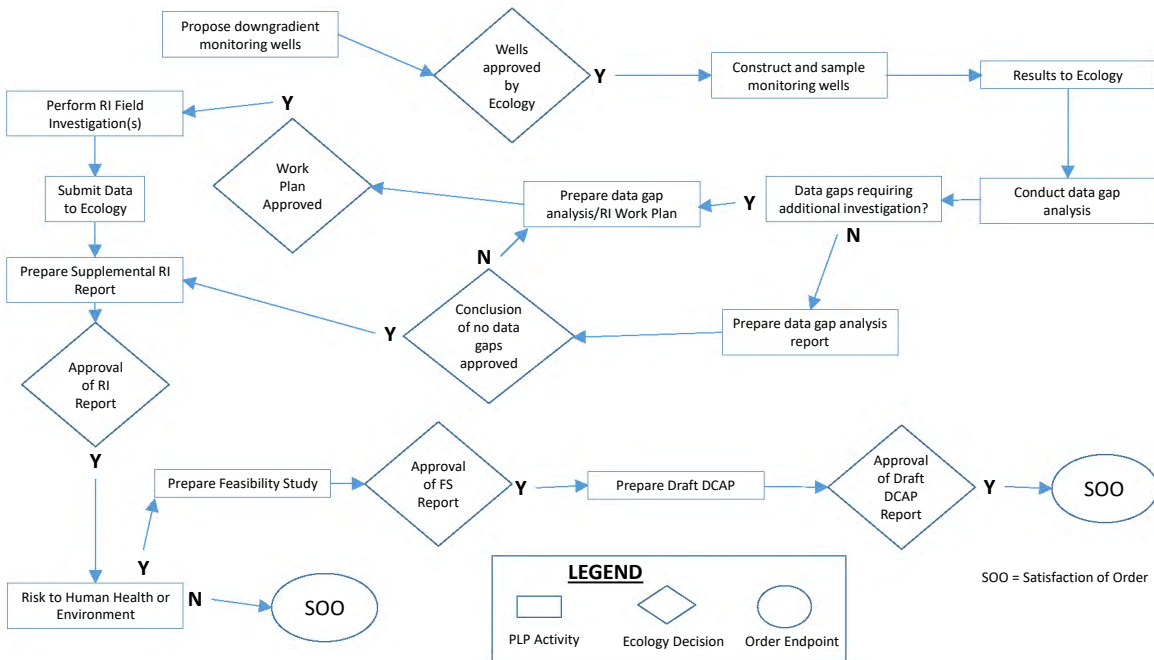 Propose downgradient
monitoring wells
Wells
approved
by
Ecology
Y
Construct and sample
monitoring wells
Results to Ecology
Perform RI Field
Investigation(s)
Y
Work
Plan
Approved
Prepare data gap
analysis/RI Work Plan
Y
Data gaps requiring
additional investigation?
Conduct data gap
analysis
Submit Data
to Ecology
N
N
Prepare Supplemental RI
Report
Y
Conclusion
of no data
gaps
approved
Prepare data gap analysis
report
Approval
of RI
Report
Y
Prepare Feasibility Study
Approval
of FS
Report
Y
Prepare Draft DCAP
Approval
of Draft
DCAP
Report
Y
SOO
Y
Risk to Human Health or
Environment
N
SOO
LEGEND
PLP Activity
Ecology Decision
Order Endpoint
SOO = Satisfaction of Order